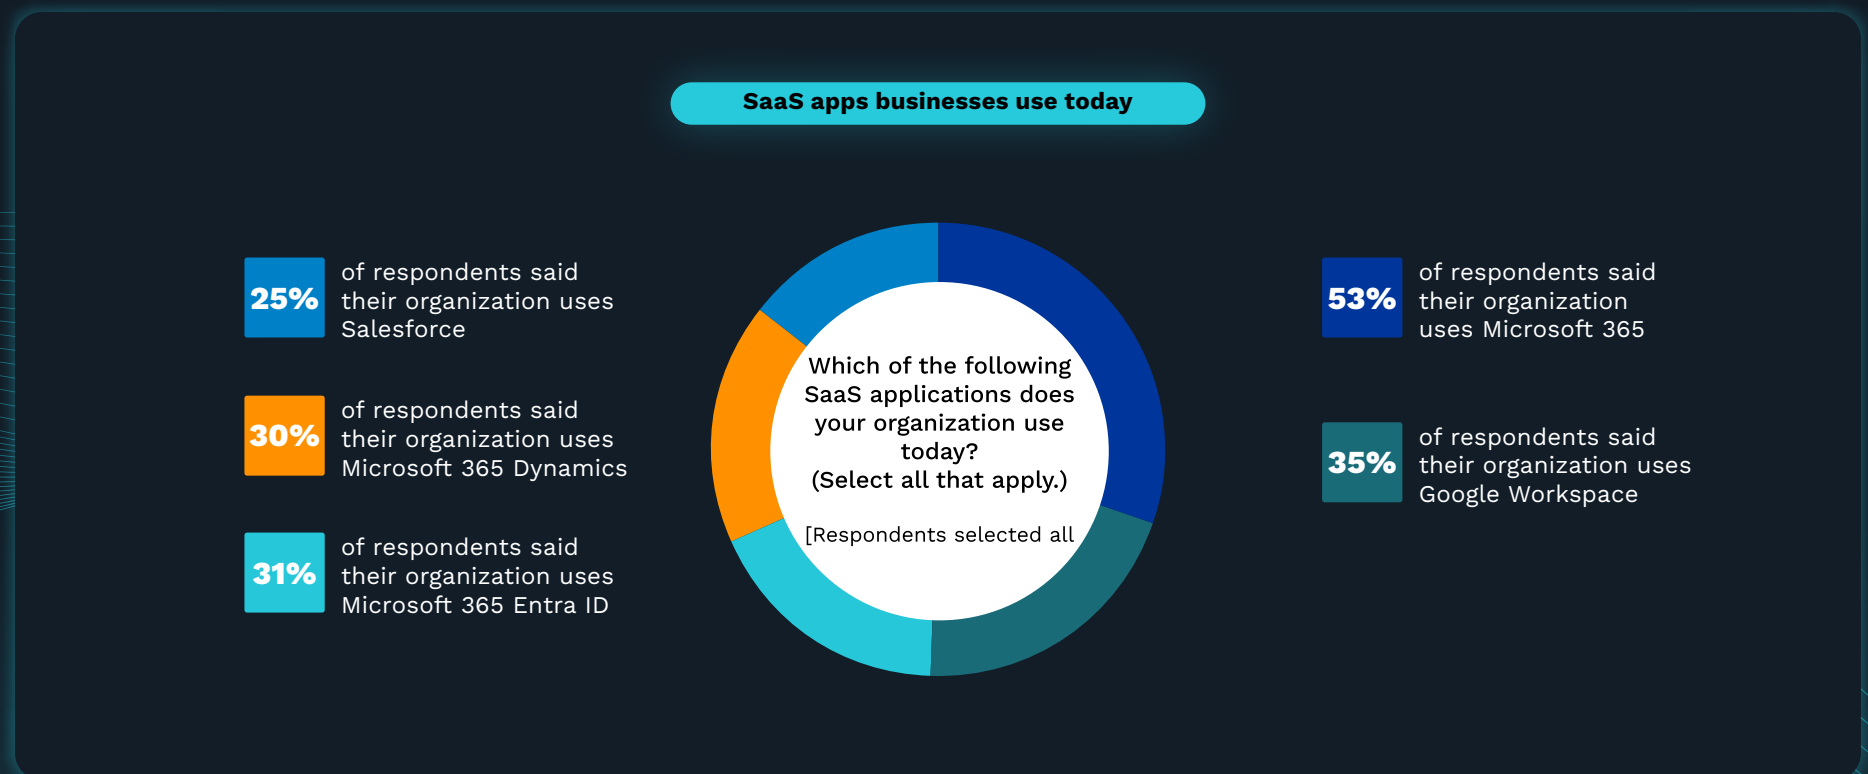 SaaS apps businesses use today
25%
of respondents said
their organization uses
Salesforce
30%
of respondents said
their organization uses
Microsoft 365 Dynamics
31%
of respondents said
their organization uses
Microsoft 365 Entra ID
Which of the following
SaaS applications does
your organization use
today?
(Select all that apply.)
[Respondents selected all
53%
of respondents said
their organization
uses Microsoft 365
35%
of respondents said
their organization uses
Google Workspace